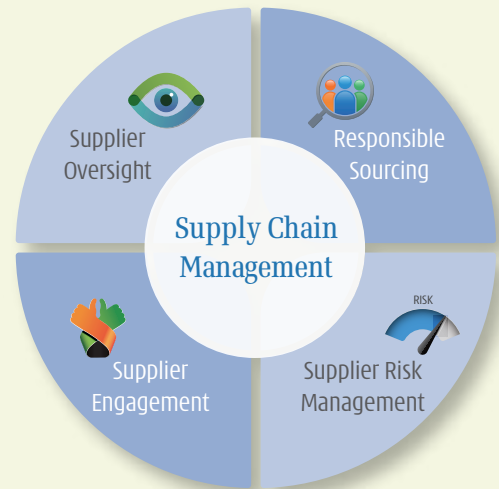 Supplier
Oversight
Responsible
Sourcing
Supply Chain
Management
Supplier
Engagement
RISK
Supplier Risk
Management